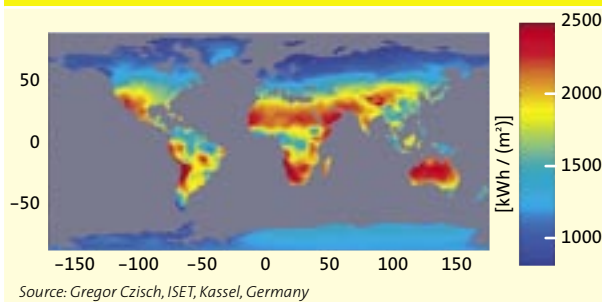 50
0
−50
−150 −100 −50 0 50 100 150
[kWh / (m²)]
2500
2000
1500
1000
Source: Gregor Czisch, ISET, Kassel, Germany